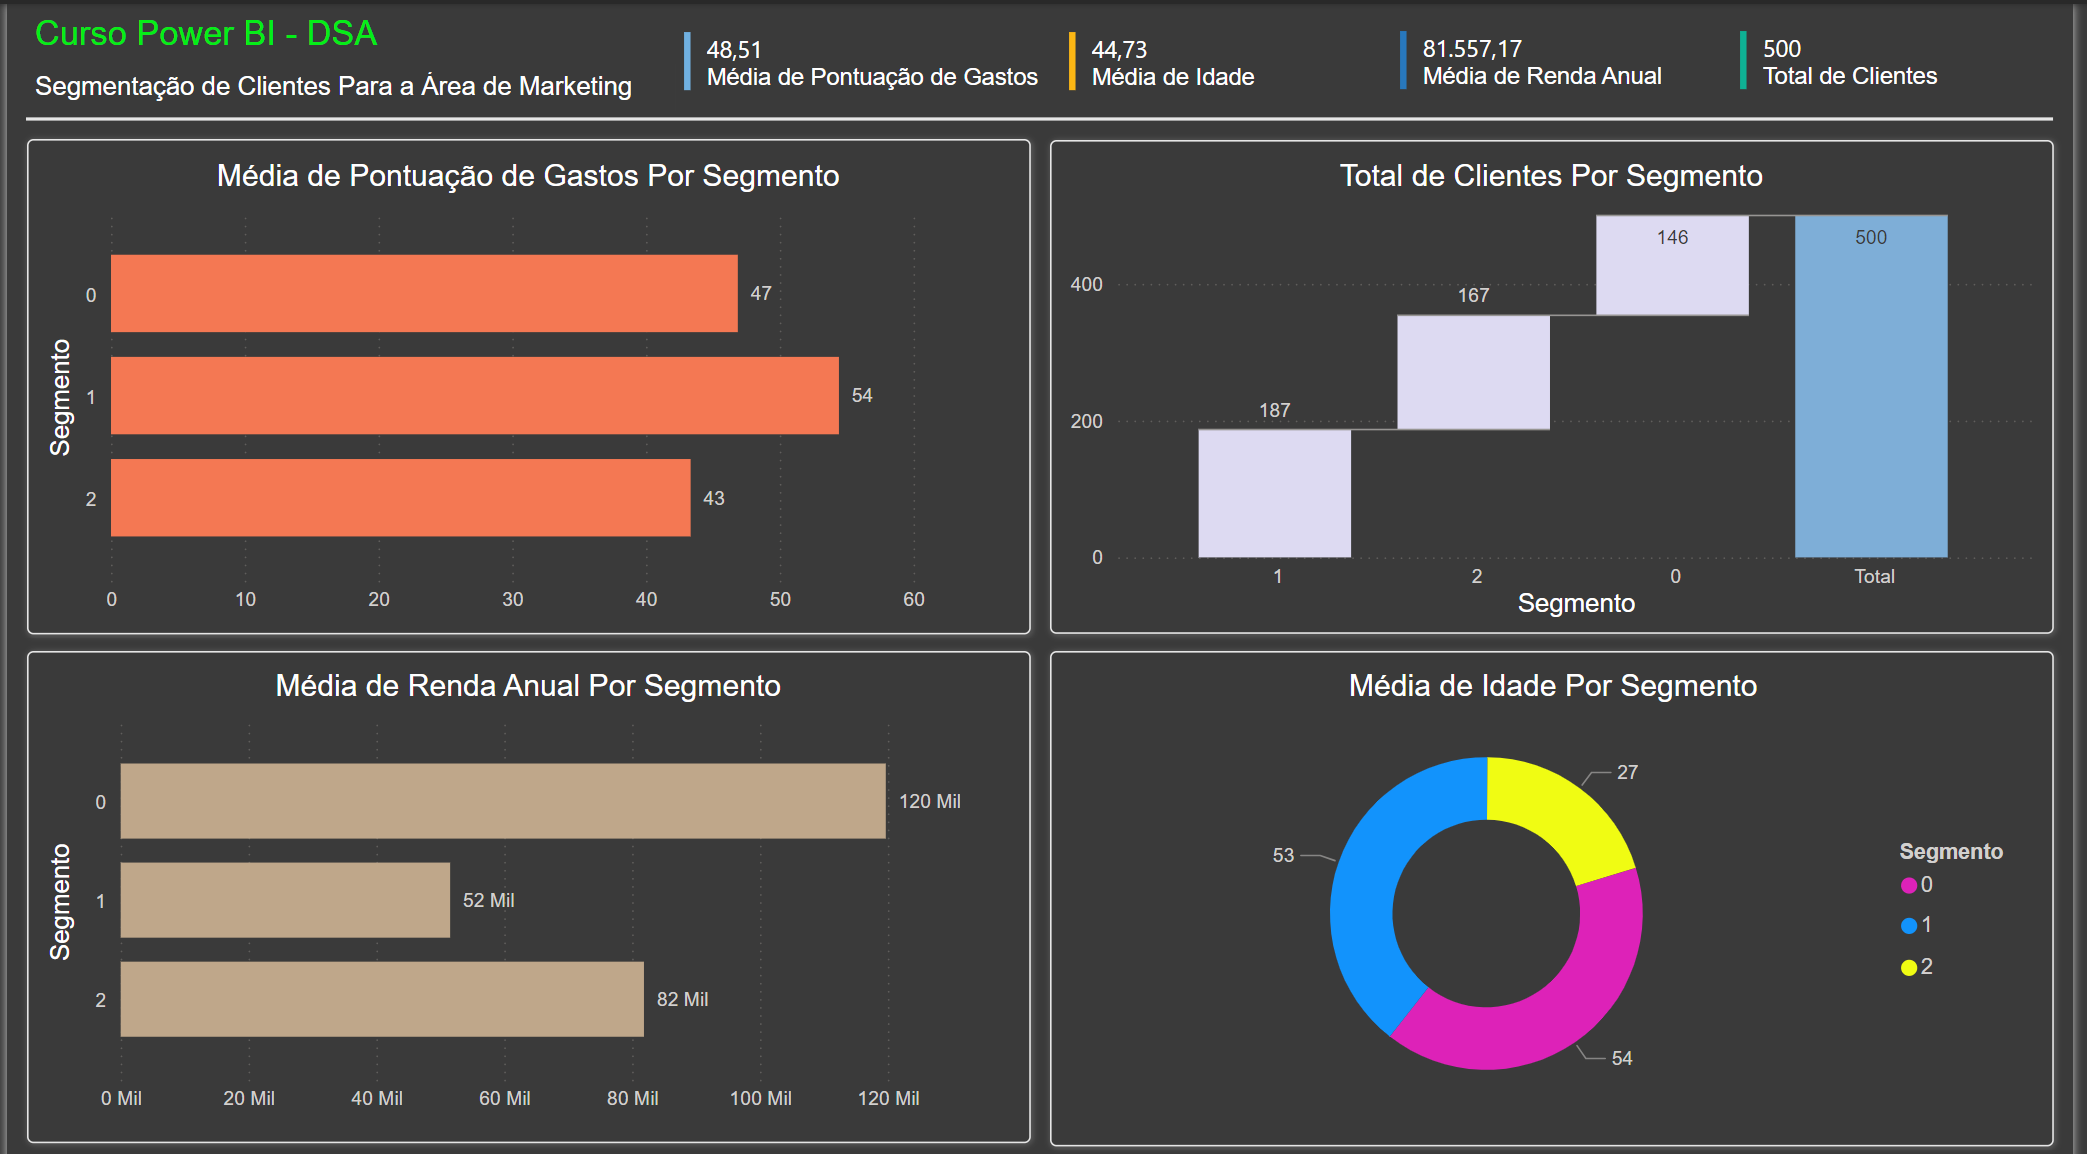 Curso Power BI - DSA
Segmentação de Clientes Para a Área de Marketing
48,51
Média de Pontuação de Gastos
44,73
Média de Idade
81.557,17
Média de Renda Anual
500
Total de Clientes
Média de Pontuação de Gastos Por Segmento
Segmento
0
47
1
54
2
43
0 10 20 30 40 50 60
Total de Clientes Por Segmento
400
200
0
187
167
146
500
1 2 0 Total
Segmento
Média de Renda Anual Por Segmento
Segmento
0
120 Mil
1
52 Mil
2
82 Mil
0 Mil 20 Mil 40 Mil 60 Mil 80 Mil 100 Mil 120 Mil
Média de Idade Por Segmento
27
53
54
Segmento
0
1
2